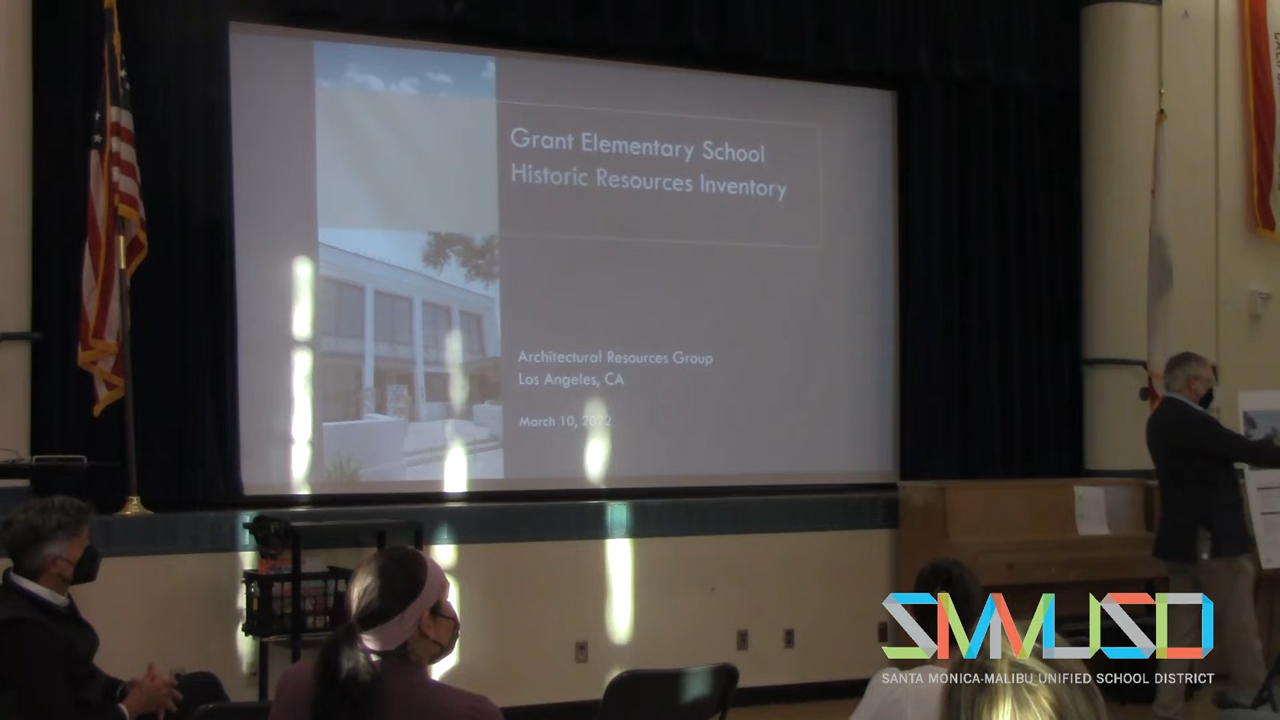 Grant Elementary School
Historic Resources Inventory
Architectural Resources Group
Los Angeles, CA
March 10, 2022
SMMUSD
SANTA MONICA-MALIBU UNIFIED SCHOOL DISTRICT